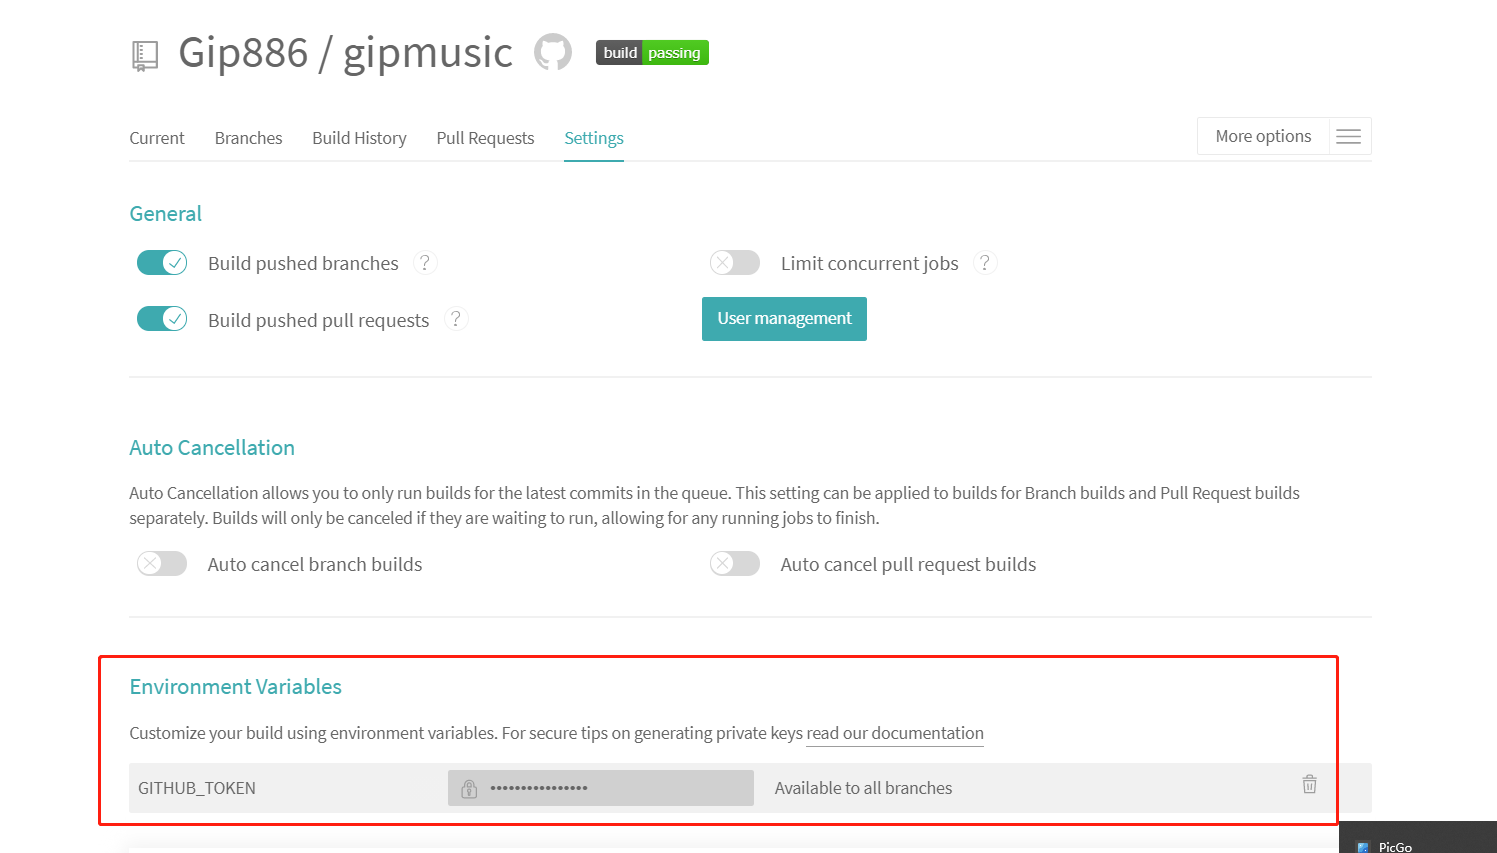 Gip886 / gipmusic
build passing
Current Branches Build History Pull Requests Settings More options
General
Build pushed branches ? Limit concurrent jobs ?
Build pushed pull requests ? User management
Auto Cancellation
Auto Cancellation allows you to only run builds for the latest commits in the queue. This setting can be applied to builds for Branch builds and Pull Request builds
separately. Builds will only be canceled if they are waiting to run, allowing for any running jobs to finish.
Auto cancel branch builds Auto cancel pull request builds
Environment Variables
Customize your build using environment variables. For secure tips on generating private keys read our documentation
GITHUB_TOKEN •••••••••••••••• Available to all branches
PicGo